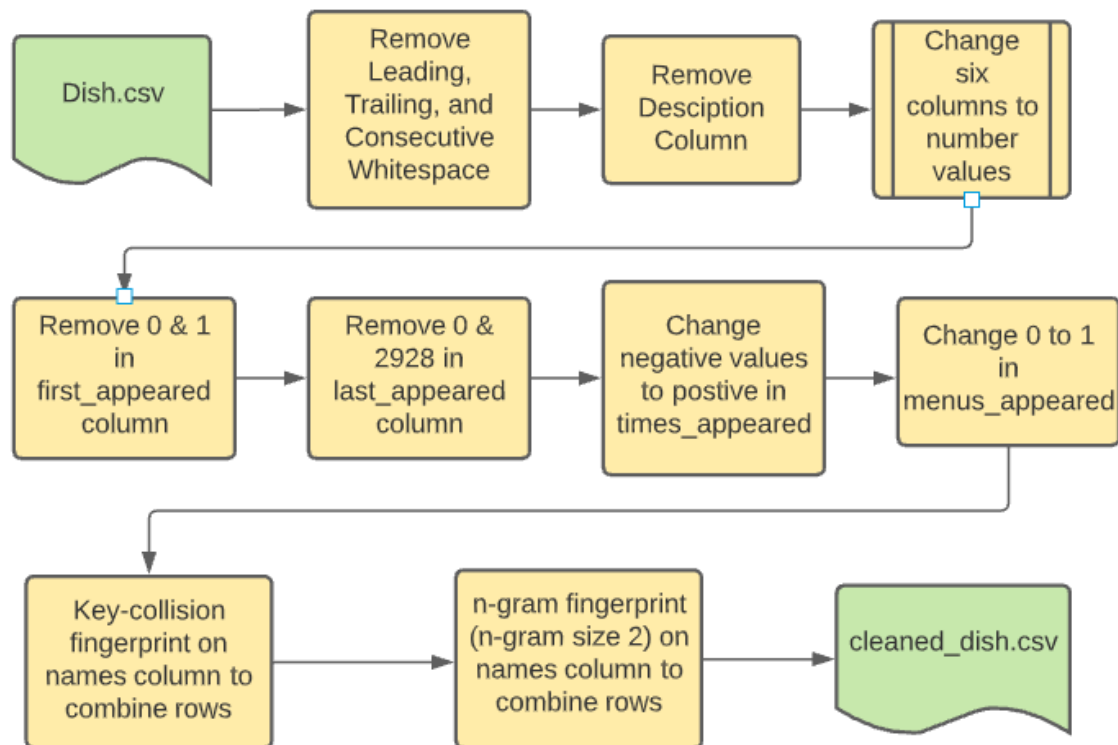 Dish.csv
Remove
Leading,
Trailing, and
Consecutive
Whitespace
Remove
Desciption
Column
Change
six
columns to
number
values
Remove 0 & 1
in
first_appeared
column
Remove 0 &
2928 in
last_appeared
column
Change
negative values
to postive in
times_appeared
Change 0 to 1
in
menus_appeared
Key-collision
fingerprint on
names column to
combine rows
n-gram fingerprint
(n-gram size 2) on
names column to
combine rows
cleaned_dish.csv